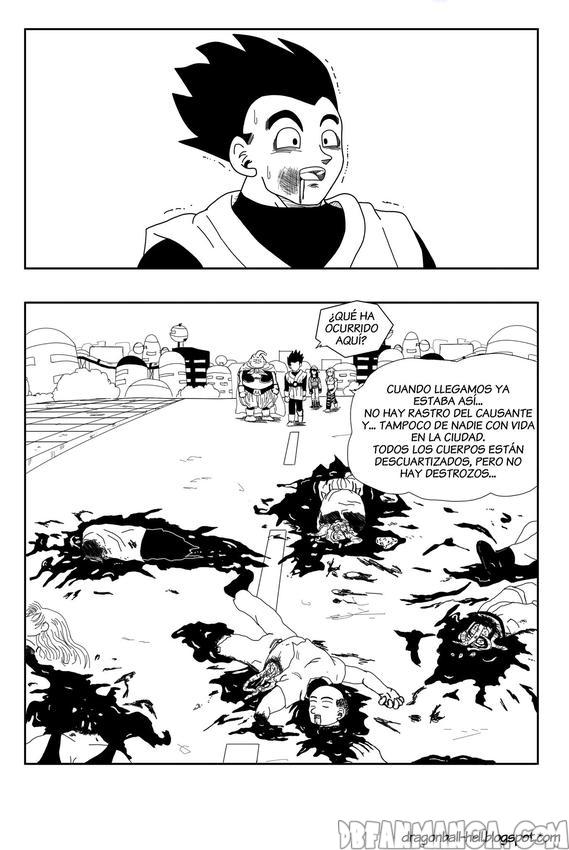 ¿QUÉ HA
OCURRIDO
AQUÍ?
CUANDO LLEGAMOS YA
ESTABA ASÍ...
NO HAY RASTRO DEL CAUSANTE
Y... TAMPOCO DE NADIE CON VIDA
EN LA CIUDAD.
TODOS LOS CUERPOS ESTÁN
DESCUARTIZADOS, PERO NO
HAY DESTROZOS...
DBFANMANGA.COM
dragonball-hell.blogspot.com